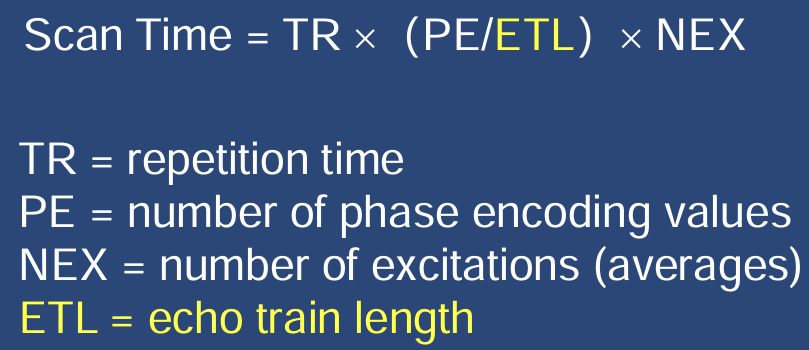 Scan Time = TR × (PE/ETL) × NEX
TR = repetition time
PE = number of phase encoding values
NEX = number of excitations (averages)
ETL = echo train length